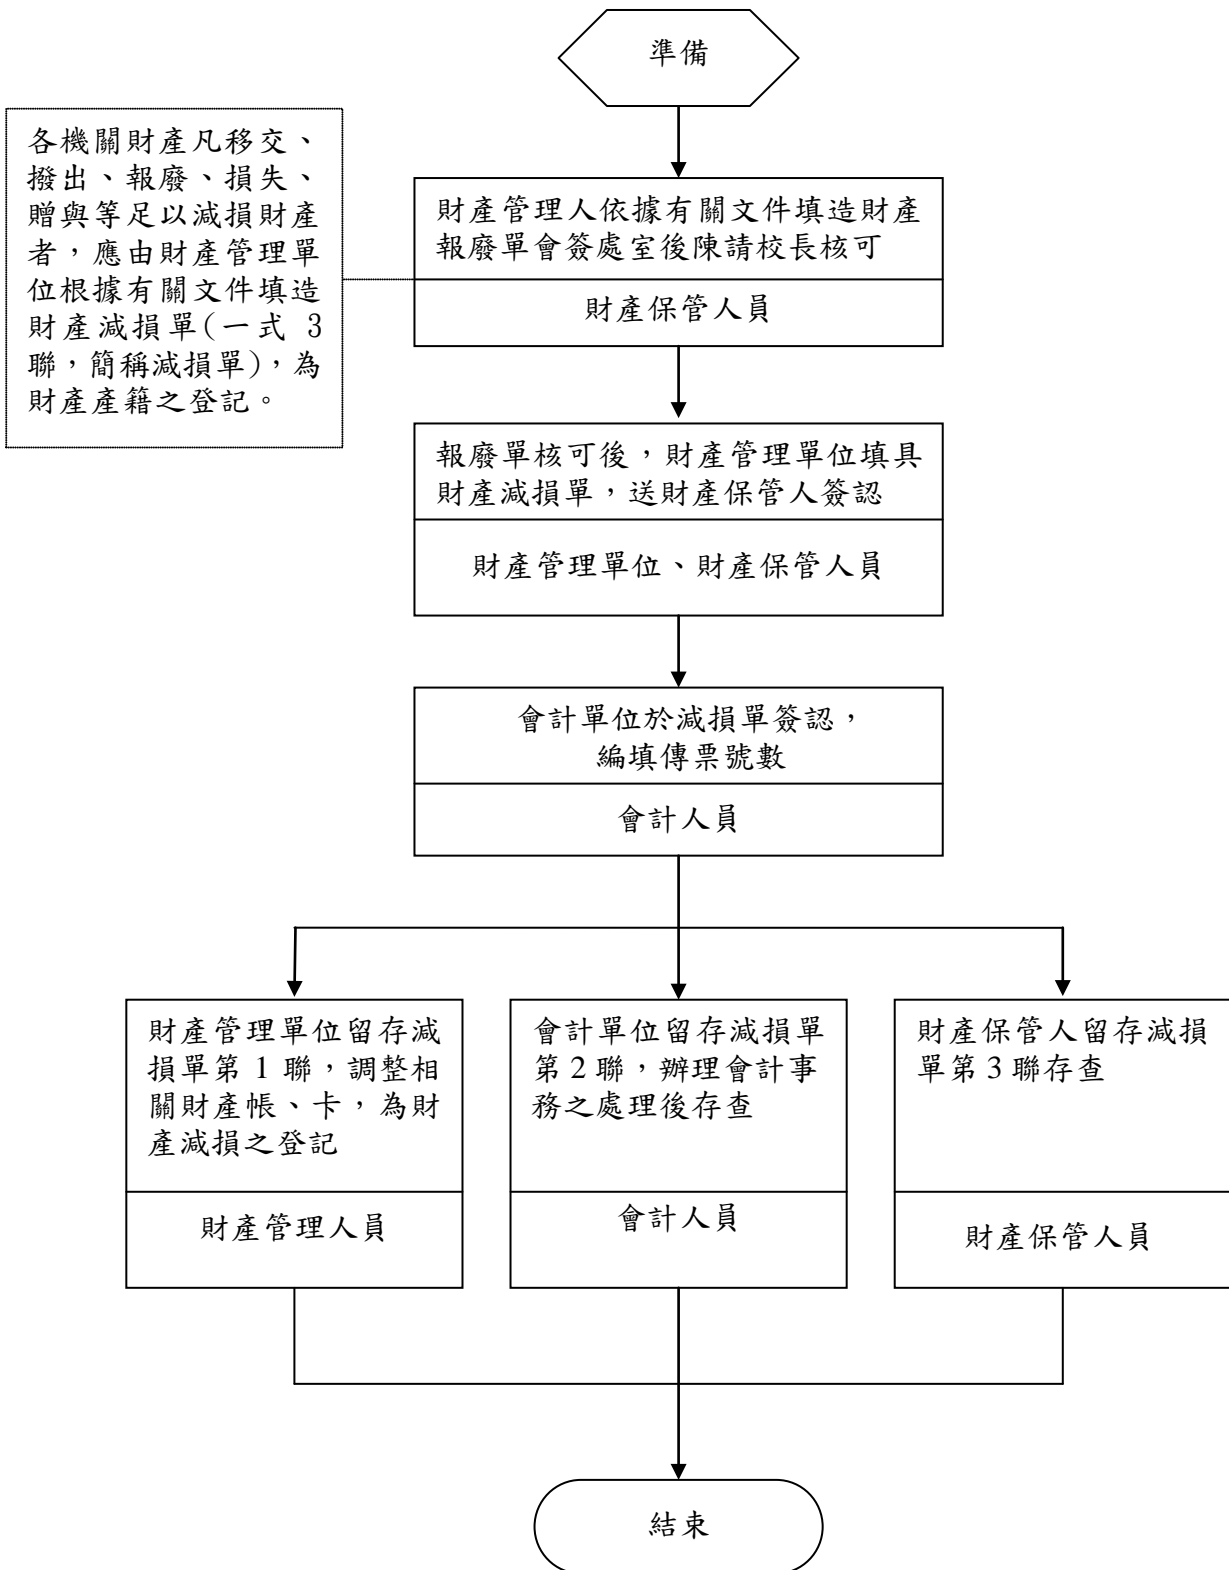 準備
各機關財產凡移交、
撥出、報廢、損失、
贈與等足以減損財產
者，應由財產管理單
位根據有關文件填造
財產減損單(一式 3
聯，簡稱減損單)，為
財產產籍之登記。
財產管理人依據有關文件填造財產
報廢單會簽處室後陳請校長核可
財產保管人員
報廢單核可後，財產管理單位填具
財產減損單，送財產保管人簽認
財產管理單位、財產保管人員
會計單位於減損單簽認，
編填傳票號數
會計人員
財產管理單位留存減
損單第 1 聯，調整相
關財產帳、卡，為財
產減損之登記
財產管理人員
會計單位留存減損單
第 2 聯，辦理會計事
務之處理後存查
會計人員
財產保管人留存減損
單第 3 聯存查
財產保管人員
結束